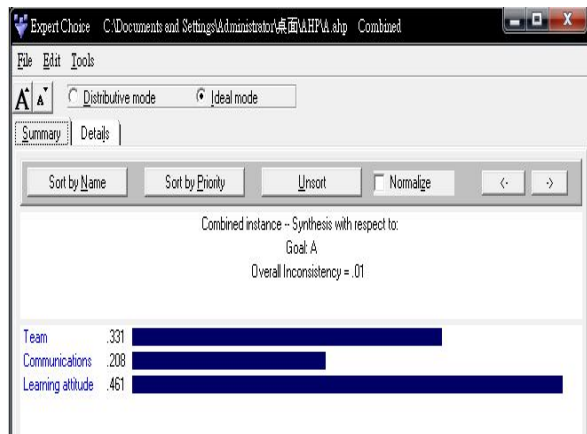 Expert Choice C:\Documents and Settings\Administrator\桌面\AHP\A.ahp Combined
File Edit Tools
A A Distributive mode Ideal mode
Summary Details
Sort by Name Sort by Priority Unsort Normalize <- ->
Combined instance -- Synthesis with respect to:
Goal: A
Overall Inconsistency = .01
Team .331
Communications .208
Learning attitude .461